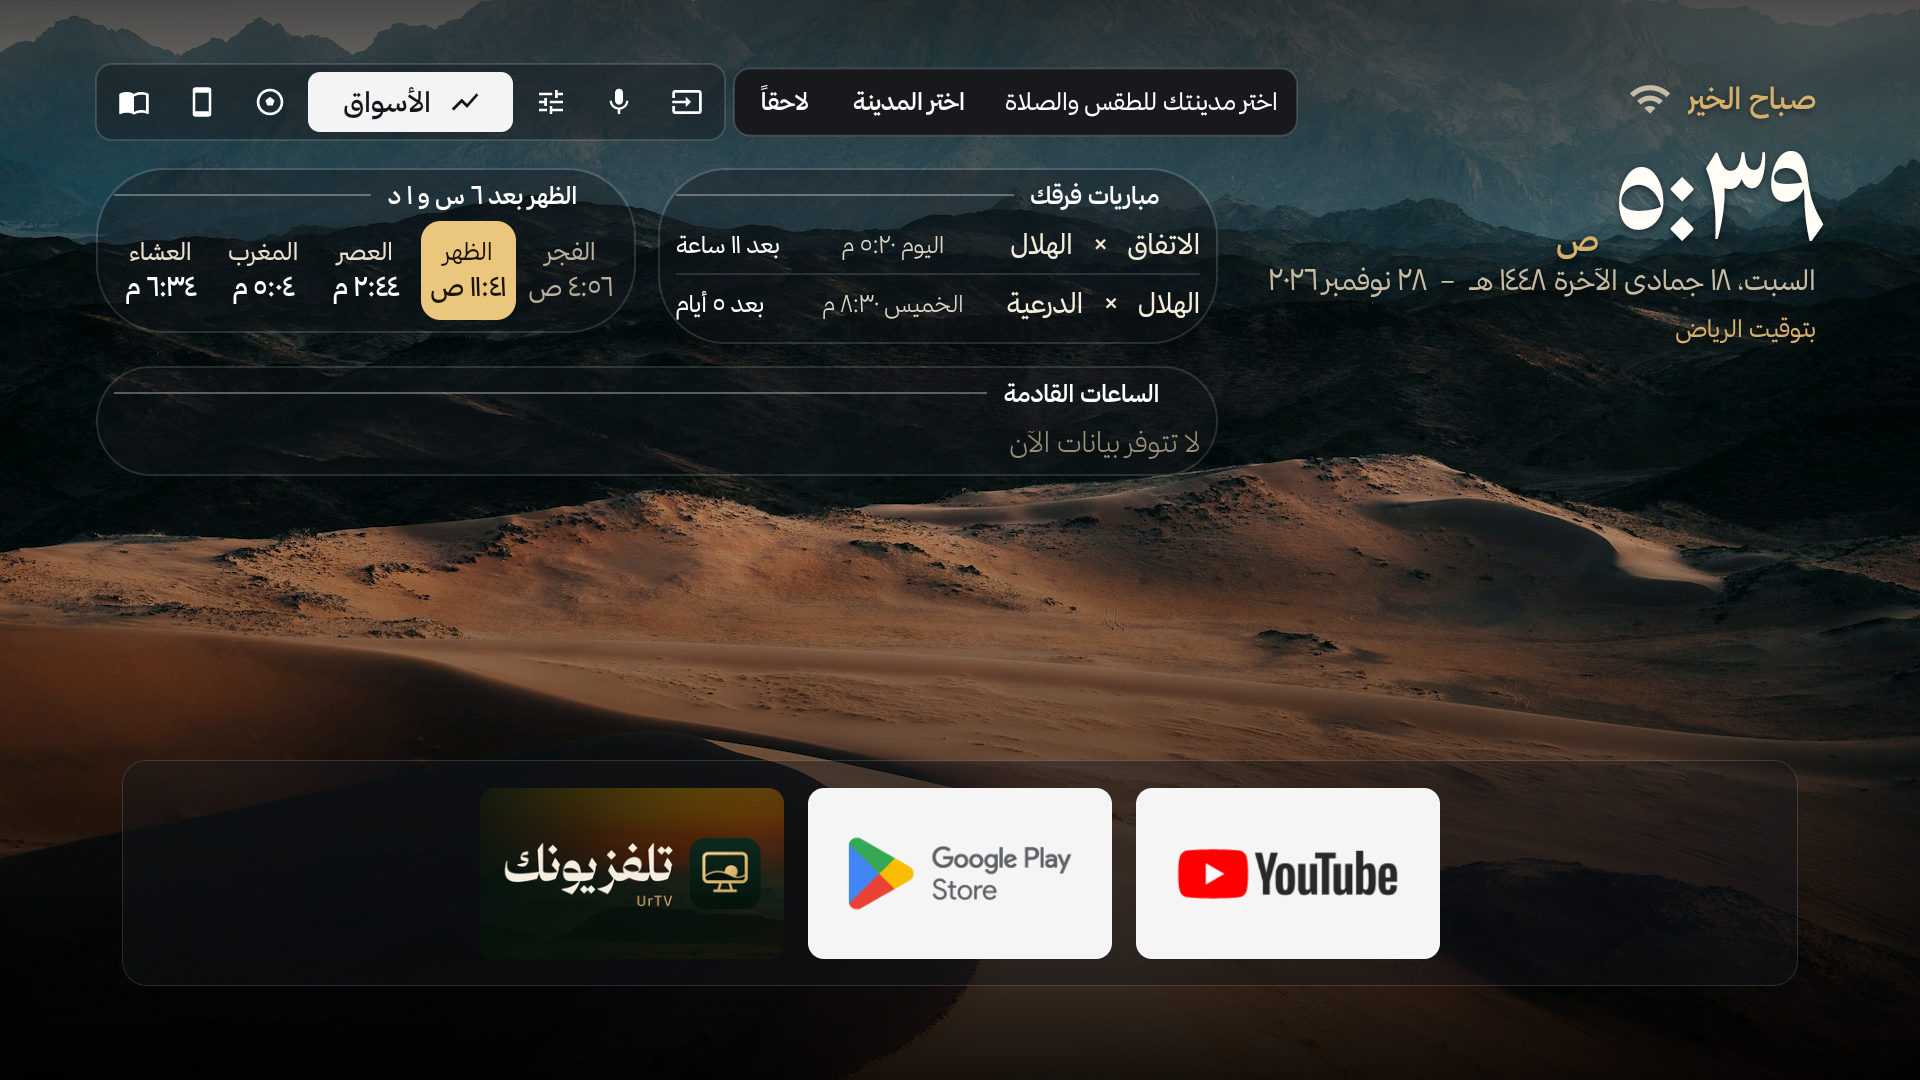 صباح الخير
٥:٣٩ ص
السبت، ١٨ جمادى الآخرة ١٤٤٨ هـ – ٢٨ نوفمبر ٢٠٢٦
بتوقيت الرياض
اختر مدينتك للطقس والصلاة اختر المدينة لاحقاً
الأسواق
مباريات فرقك
الاتفاق × الهلال اليوم ٥:٢٠ م بعد ١١ ساعة
الهلال × الدرعية الخميس ٨:٣٠ م بعد ٥ أيام
الظهر بعد ٦ س و ١ د
الفجر الظهر العصر المغرب العشاء
٤:٥٦ ص ١١:٤١ ص ٢:٤٤ م ٥:٠٤ م ٦:٣٤ م
الساعات القادمة
لا تتوفر بيانات الآن
YouTube
Google Play
Store
تلفزيونك
UrTV